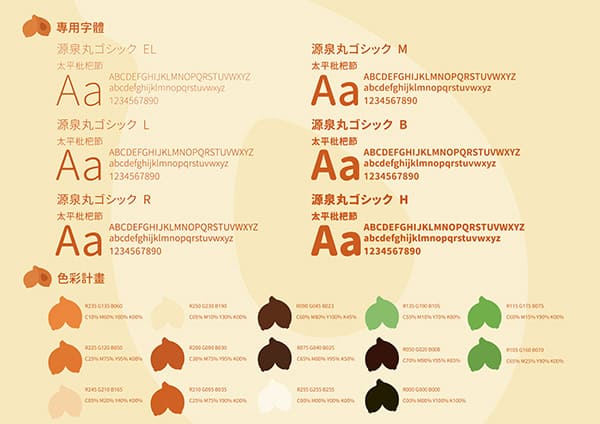 專用字體
源泉丸ゴシック EL
太平枇杷節
Aa
ABCDEFGHIJKLMNOPQRSTUVWXYZ
abcdefghijklmnopqrstuvwxyz
1234567890
源泉丸ゴシック L
太平枇杷節
Aa
ABCDEFGHIJKLMNOPQRSTUVWXYZ
abcdefghijklmnopqrstuvwxyz
1234567890
源泉丸ゴシック R
太平枇杷節
Aa
ABCDEFGHIJKLMNOPQRSTUVWXYZ
abcdefghijklmnopqrstuvwxyz
1234567890
源泉丸ゴシック M
太平枇杷節
Aa
ABCDEFGHIJKLMNOPQRSTUVWXYZ
abcdefghijklmnopqrstuvwxyz
1234567890
源泉丸ゴシック B
太平枇杷節
Aa
ABCDEFGHIJKLMNOPQRSTUVWXYZ
abcdefghijklmnopqrstuvwxyz
1234567890
源泉丸ゴシック H
太平枇杷節
Aa
ABCDEFGHIJKLMNOPQRSTUVWXYZ
abcdefghijklmnopqrstuvwxyz
1234567890
色彩計畫
R235 G135 B060
C10% M60% Y80% K00%
R250 G230 B190
C05% M10% Y30% K00%
R090 G045 B023
C60% M80% Y100% K45%
R135 G190 B105
C55% M10% Y70% K00%
R115 G175 B075
C60% M15% Y90% K00%
R225 G120 B050
C25% M75% Y95% K00%
R200 G090 B030
C30% M75% Y95% K00%
R075 G040 B025
C65% M80% Y95% K50%
R050 G020 B008
C70% M90% Y95% K65%
R105 G160 B070
C65% M25% Y90% K00%
R245 G210 B165
C05% M20% Y40% K00%
R210 G095 B035
C25% M75% Y90% K00%
R255 G255 B255
C00% M00% Y00% K00%
R000 G000 B000
C00% M00% Y100% K100%